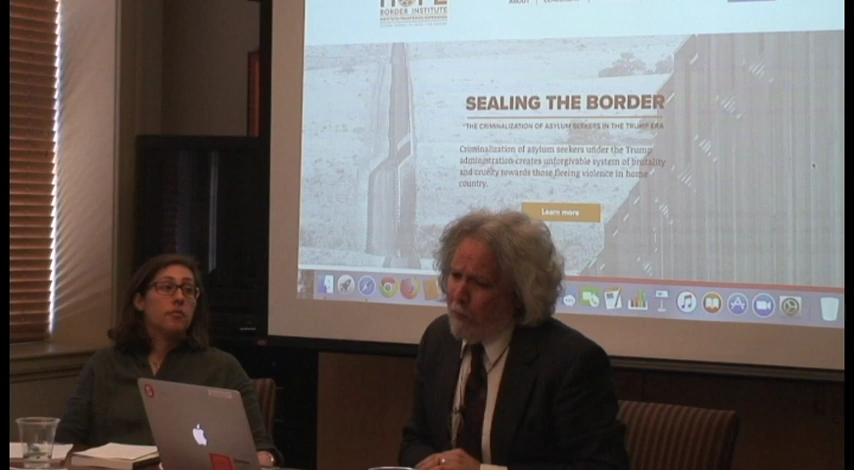 HOPE
BORDER INSTITUTE
ABOUT
SEALING THE BORDER
THE CRIMINALIZATION OF ASYLUM SEEKERS IN THE TRUMP ERA
Criminalization of asylum seekers under the Trump
administration creates unforgivable system of brutality
and cruelty towards those fleeing violence in home
country.
Learn more